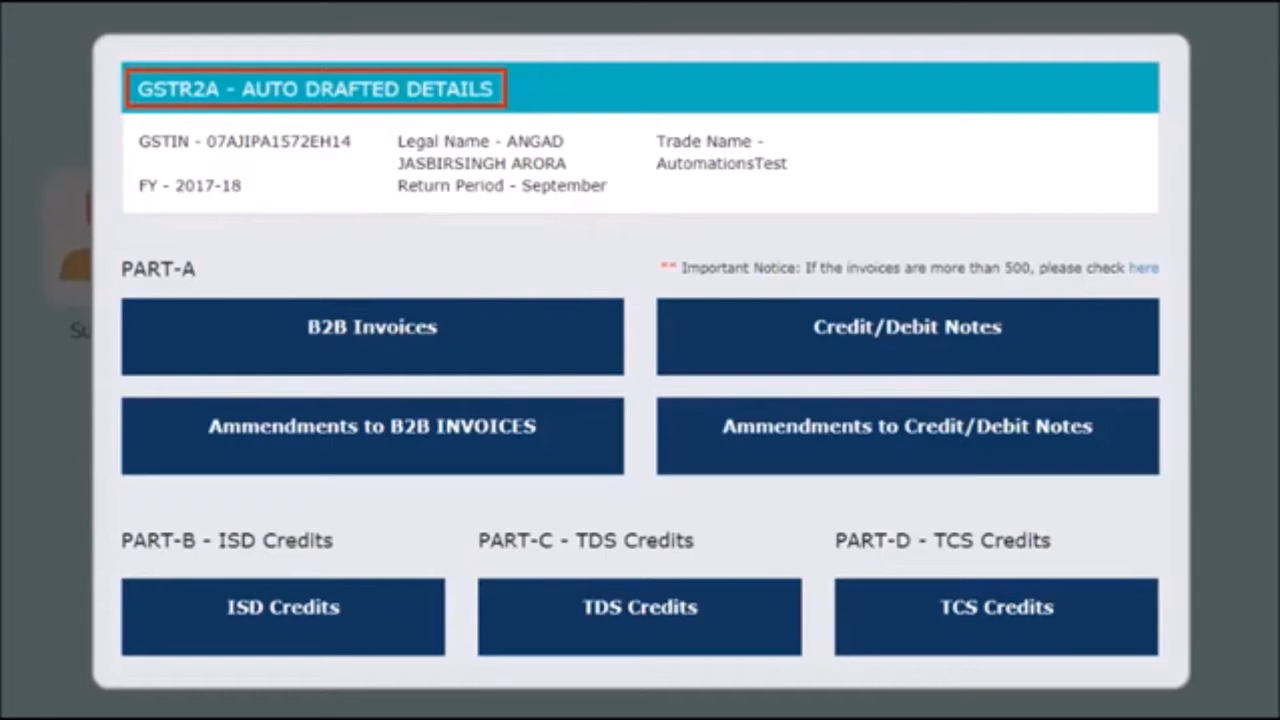 GSTR2A - AUTO DRAFTED DETAILS
GSTIN - 07AJIPA1572EH14
Legal Name - ANGAD
JASBIRSINGH ARORA
Trade Name -
AutomationsTest
FY - 2017-18
Return Period - September
PART-A
** Important Notice: If the invoices are more than 500, please check here
B2B Invoices
Credit/Debit Notes
Ammendments to B2B INVOICES
Ammendments to Credit/Debit Notes
PART-B - ISD Credits
PART-C - TDS Credits
PART-D - TCS Credits
ISD Credits
TDS Credits
TCS Credits